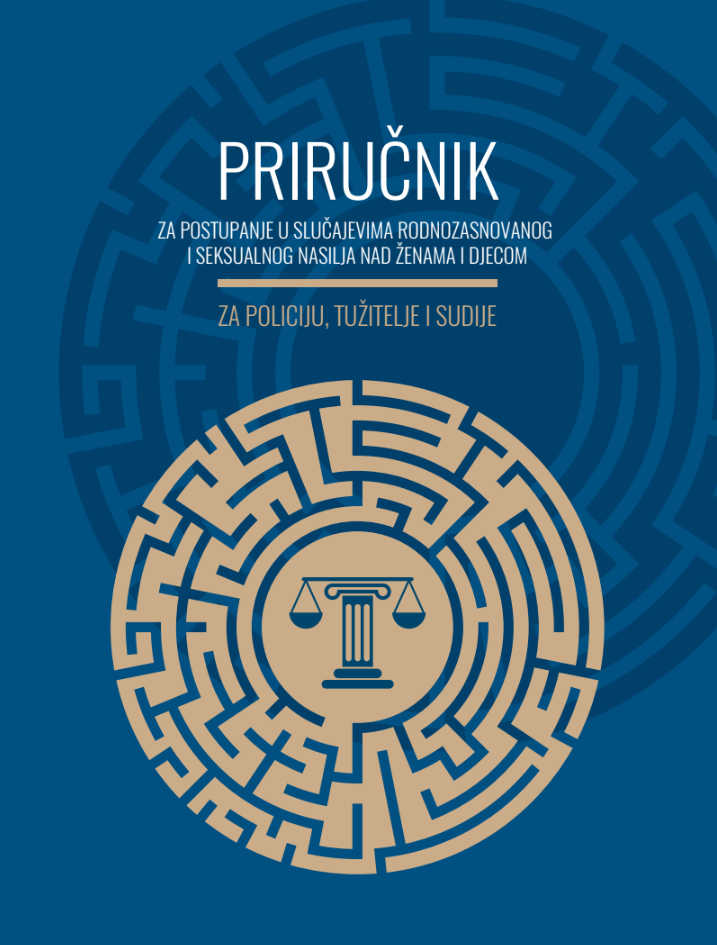 PRIRUČNIK
ZA POSTUPANJE U SLUČAJEVIMA RODNOZASNOVANOG
I SEKSUALNOG NASILJA NAD ŽENAMA I DJECOM
ZA POLICIJU, TUŽITELJE I SUDIJE